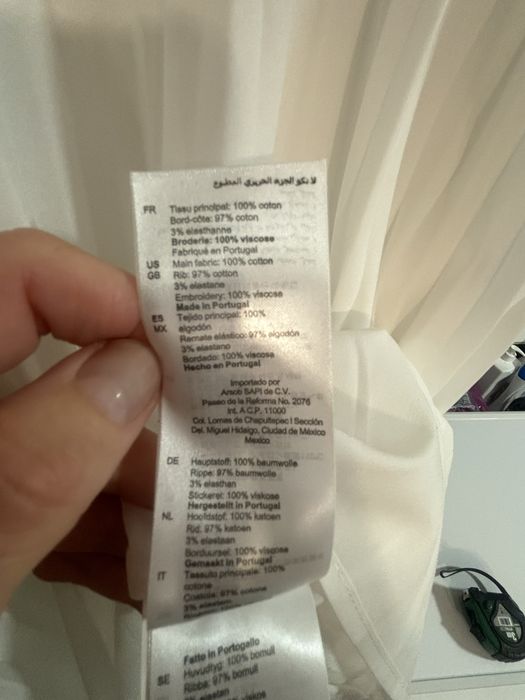 لا تكو الجزء الحريري المطبوع
FR Tissu principal: 100% coton
Bord-côte: 97% coton
3% elasthanne
Broderie: 100% viscose
Fabriqué en Portugal
US Main fabric: 100% cotton
GB Rib: 97% cotton
3% elastane
Embroidery: 100% viscose
Made in Portugal
ES Tejido principal: 100%
MX algodón
Remate elástico: 97% algodón
3% elastano
Bordado: 100% viscosa
Hecho en Portugal
Importado por
Arsob SAPI de C.V.
Paseo de la Reforma No. 2076
Int. A C.P. 11000
Col. Lomas de Chapultepec I Sección
Del. Miguel Hidalgo, Ciudad de México
Mexico
DE Hauptstoff: 100% baumwolle
Rippe: 97% baumwolle
3% elasthan
Stickerei: 100% viskose
Hergestellt in Portugal
NL Hoofdstof: 100% katoen
Rid: 97% katoen
3% elastaan
Borduursel: 100% viscose
Gemaakt in Portugal
IT Tessuto principale: 100%
cotone
Costola: 97% cotone
3% elastan
Fatto in Portogallo
SE Huvudtyg: 100% bomull
Ribba: 97% bomull